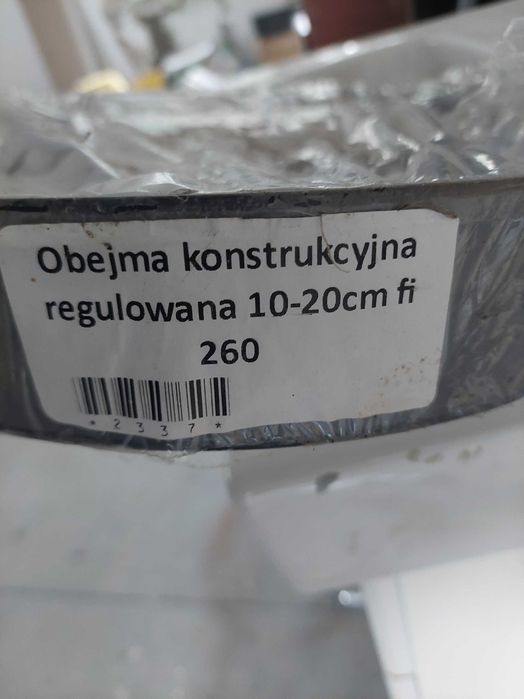 Obejma konstrukcyjna
regulowana 10-20cm fi
260
*2337*